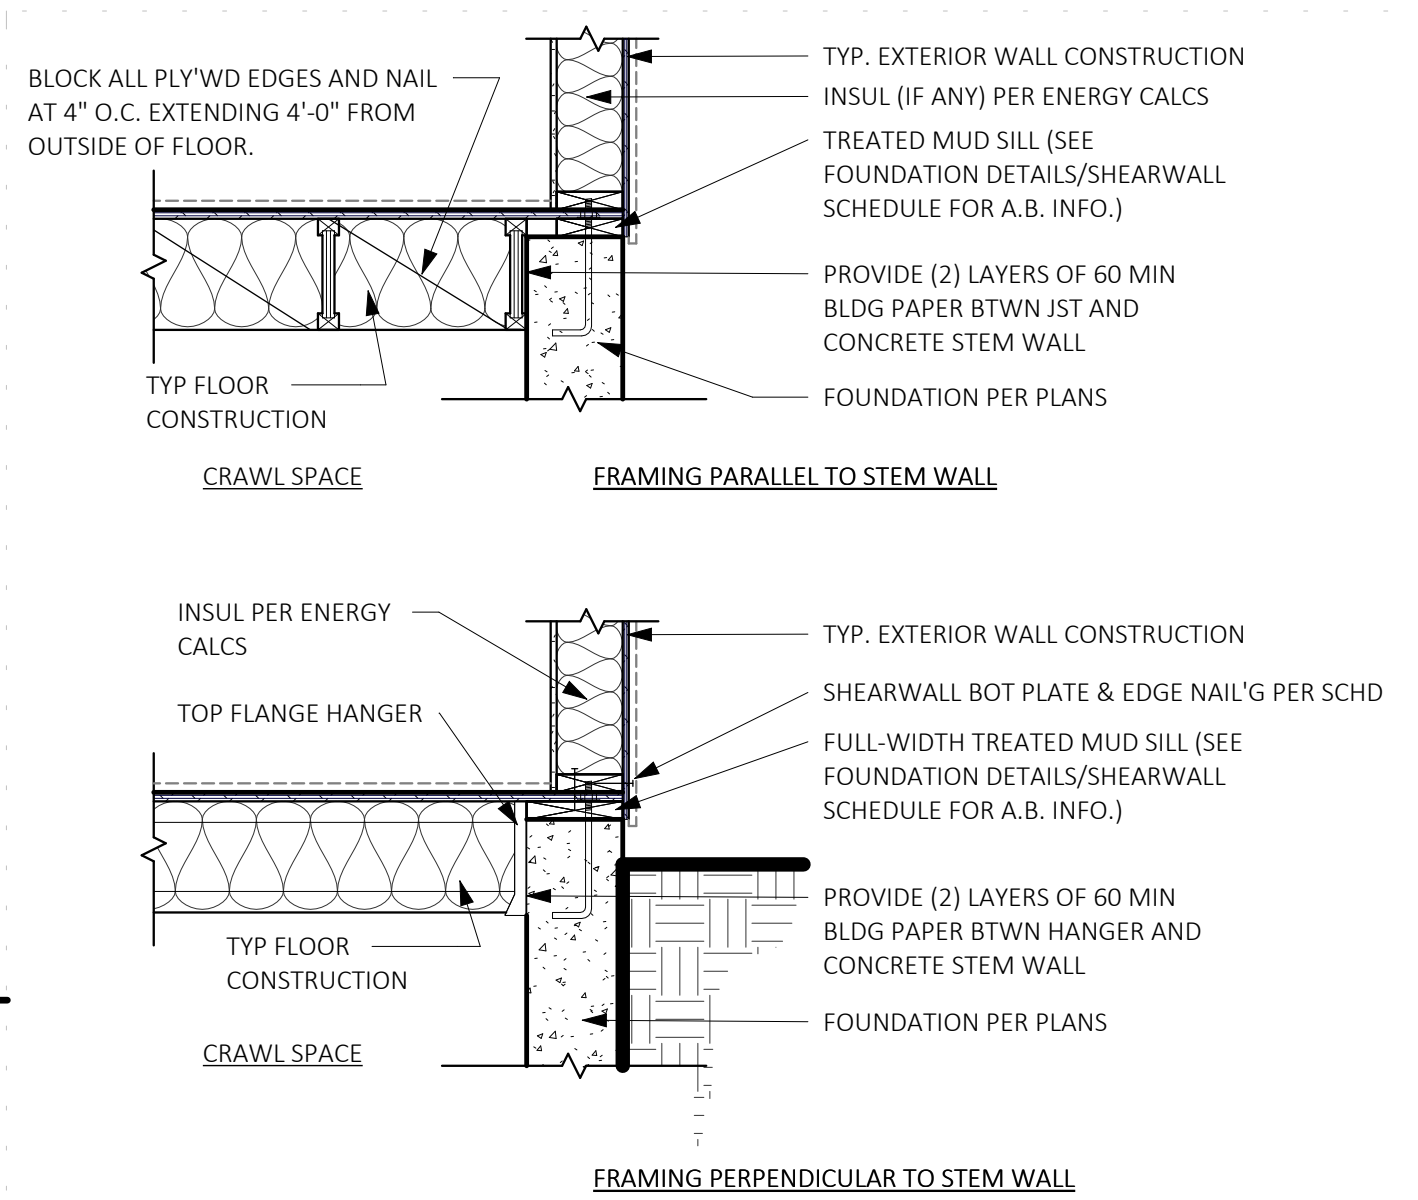 BLOCK ALL PLY'WD EDGES AND NAIL
AT 4" O.C. EXTENDING 4'-0" FROM
OUTSIDE OF FLOOR.
TYP. EXTERIOR WALL CONSTRUCTION
INSUL (IF ANY) PER ENERGY CALCS
TREATED MUD SILL (SEE
FOUNDATION DETAILS/SHEARWALL
SCHEDULE FOR A.B. INFO.)
PROVIDE (2) LAYERS OF 60 MIN
BLDG PAPER BTWN JST AND
CONCRETE STEM WALL
TYP FLOOR
CONSTRUCTION
FOUNDATION PER PLANS
CRAWL SPACE
FRAMING PARALLEL TO STEM WALL
INSUL PER ENERGY
CALCS
TOP FLANGE HANGER
TYP. EXTERIOR WALL CONSTRUCTION
SHEARWALL BOT PLATE & EDGE NAIL'G PER SCHD
FULL-WIDTH TREATED MUD SILL (SEE
FOUNDATION DETAILS/SHEARWALL
SCHEDULE FOR A.B. INFO.)
PROVIDE (2) LAYERS OF 60 MIN
BLDG PAPER BTWN HANGER AND
CONCRETE STEM WALL
TYP FLOOR
CONSTRUCTION
FOUNDATION PER PLANS
CRAWL SPACE
FRAMING PERPENDICULAR TO STEM WALL